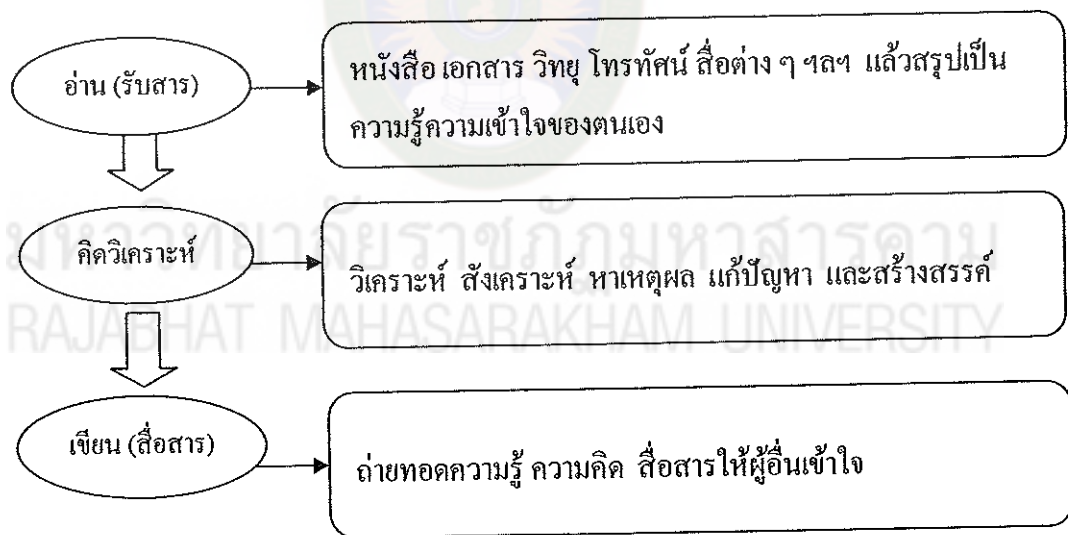 อ่าน (รับสาร)
หนังสือ เอกสาร วิทยุ โทรทัศน์ สื่อต่าง ๆ ฯลฯ แล้วสรุปเป็น
ความรู้ความเข้าใจของตนเอง
มหาวิทยาลัยราชภัฏมหาสารคาม
คิดวิเคราะห์
วิเคราะห์ สังเคราะห์ หาเหตุผล แก้ปัญหา และสร้างสรรค์
RAJABHAT MAHASARAKHAM UNIVERSITY
เขียน (สื่อสาร)
ถ่ายทอดความรู้ ความคิด สื่อสารให้ผู้อื่นเข้าใจ